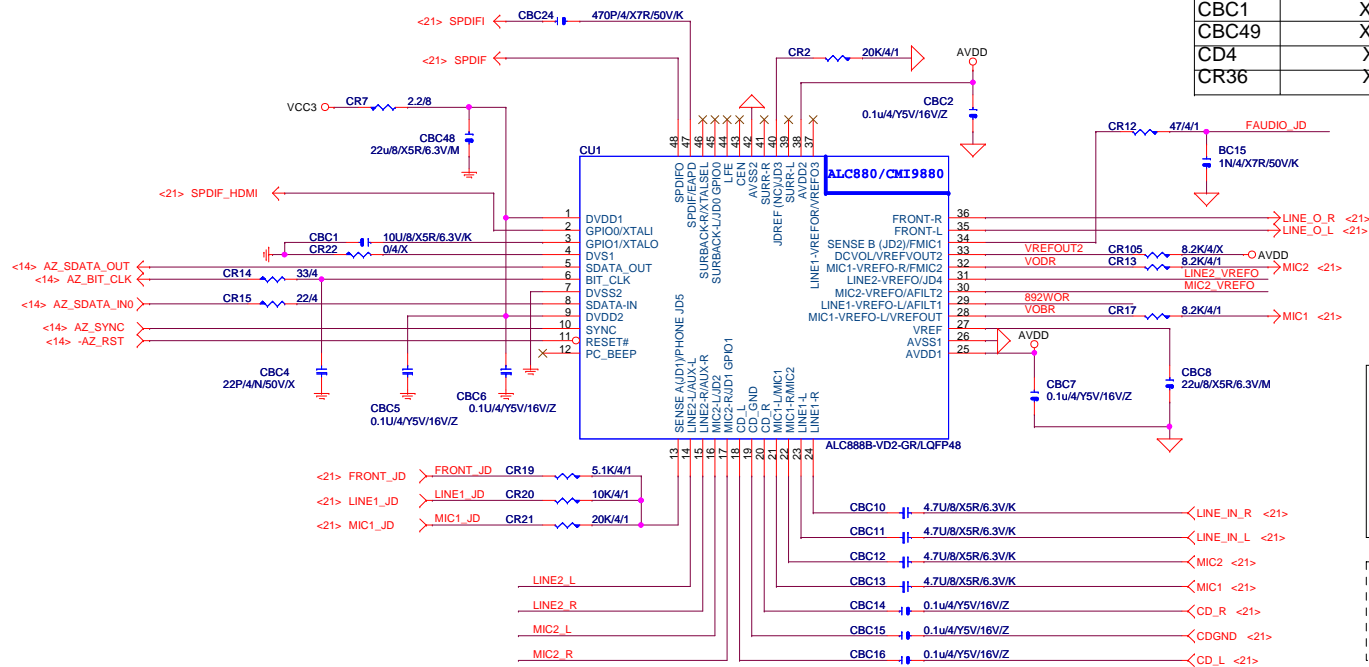 CBC1 X
CBC49 X
CD4 X
CR36 X
<21> SPDIFI CBC24 470P/4/X7R/50V/K
<21> SPDIF
CR2 20K/4/1 AVDD
VCC3 CR7 2.2/8
CBC2
0.1u/4/Y5V/16V/Z
CBC48
22u/8/X5R/6.3V/M
CR12 47/4/1 FAUDIO_JD
BC15
1N/4/X7R/50V/K
CU1
48 47 46 45 44 43 42 41 40 39 38 37
SPDIFO
SPDIF/EAPD
SURBACK-R/XTALSEL
SURBACK-L/JD0 GPIO0
LFE
CEN
AVSS2
SURR-R
JDREF (NC)/JD3
SURR-L
AVDD2
LINE1-VREFOR/VREFO3
ALC880/CMI9880
<21> SPDIF_HDMI
CBC1 10U/8/X5R/6.3V/K
CR22 0/4/X
<14> AZ_SDATA_OUT
<14> AZ_BIT_CLK CR14 33/4
<14> AZ_SDATA_IN0 CR15 22/4
<14> AZ_SYNC
<14> -AZ_RST
1 DVDD1
2 GPIO0/XTALI
3 GPIO1/XTALO
4 DVS1
5 SDATA_OUT
6 BIT_CLK
7 DVSS2
8 SDATA-IN
9 DVDD2
10 SYNC
11 RESET#
12 PC_BEEP
FRONT-R 36 LINE_O_R <21>
FRONT-L 35 LINE_O_L <21>
SENSE B (JD2)/FMIC1 34
DCVOL/VREFVOUT2 33 VREFOUT2 CR105 8.2K/4/X AVDD
MIC1-VREFO-R/FMIC2 32 VODR CR13 8.2K/4/1 MIC2 <21>
LINE2-VREFO/JD4 31 LINE2_VREFO
MIC2-VREFO/AFILT2 30 MIC2_VREFO
LINE1-VREFO-L/AFILT1 29 892WOR
MIC1-VREFO-L/VREFOUT 28 VOBR CR17 8.2K/4/1 MIC1 <21>
VREF 27
AVSS1 26
AVDD1 25
AVDD
CBC4
22P/4/N/50V/X
CBC5
0.1U/4/Y5V/16V/Z
CBC6
0.1U/4/Y5V/16V/Z
CBC7
0.1u/4/Y5V/16V/Z
CBC8
22u/8/X5R/6.3V/M
SENSE A(JD1)/PHONE JD5
LINE2-L/AUX-L
LINE2-R/AUX-R
MIC2-L/JD2
MIC2-R/JD1 GPIO1
CD_L
CD_GND
CD_R
MIC1-L/MIC1
MIC1-R/MIC2
LINE1-L
LINE1-R
13 14 15 16 17 18 19 20 21 22 23 24
ALC888B-VD2-GR/LQFP48
<21> FRONT_JD FRONT_JD CR19 5.1K/4/1
<21> LINE1_JD LINE1_JD CR20 10K/4/1
<21> MIC1_JD MIC1_JD CR21 20K/4/1
CBC10 4.7U/8/X5R/6.3V/K LINE_IN_R <21>
CBC11 4.7U/8/X5R/6.3V/K LINE_IN_L <21>
CBC12 4.7U/8/X5R/6.3V/K MIC2 <21>
CBC13 4.7U/8/X5R/6.3V/K MIC1 <21>
CBC14 0.1u/4/Y5V/16V/Z CD_R <21>
CBC15 0.1u/4/Y5V/16V/Z CDGND <21>
CBC16 0.1u/4/Y5V/16V/Z CD_L <21>
LINE2_L
LINE2_R
MIC2_L
MIC2_R